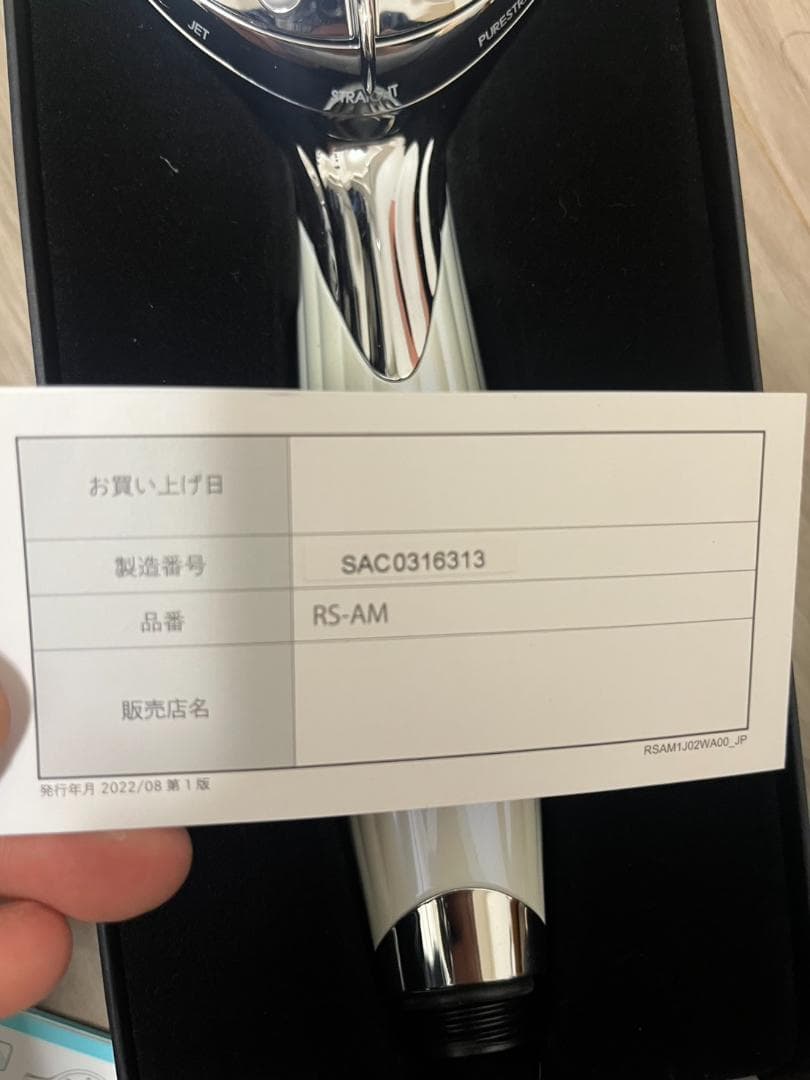 JET
STRAIGHT
お買い上げ日
製造番号 SAC0316313
品番 RS-AM
販売店名
発行年月 2022/08 第1版
RSAM1J02WA00_JP